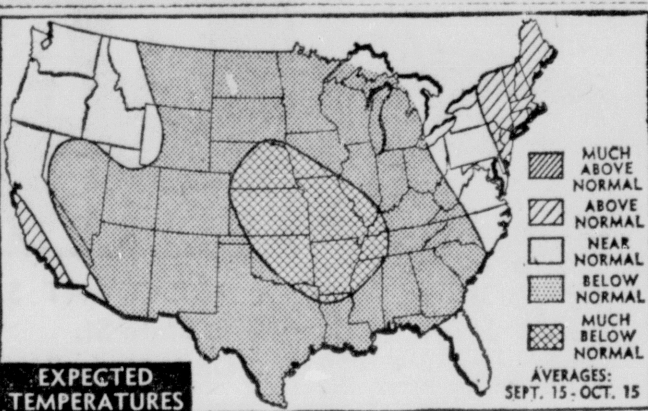 MUCH
ABOVE
NORMAL
ABOVE
NORMAL
NEAR
NORMAL
BELOW
NORMAL
MUCH
BELOW
NORMAL
EXPECTED
TEMPERATURES
AVERAGES:
SEPT. 15 - OCT. 15